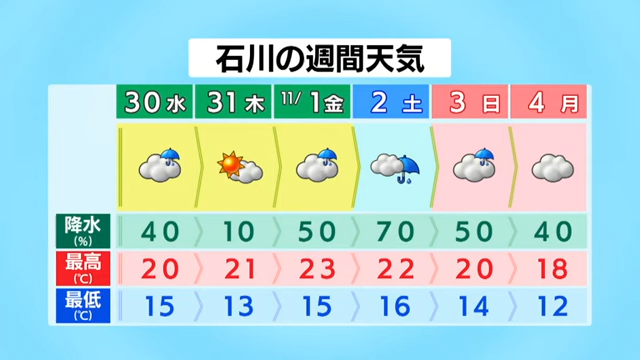 石川の週間天気
30水 31木 11/1金 2土 3日 4月
降水(%) 40 10 50 70 50 40
最高(℃) 20 21 23 22 20 18
最低(℃) 15 13 15 16 14 12